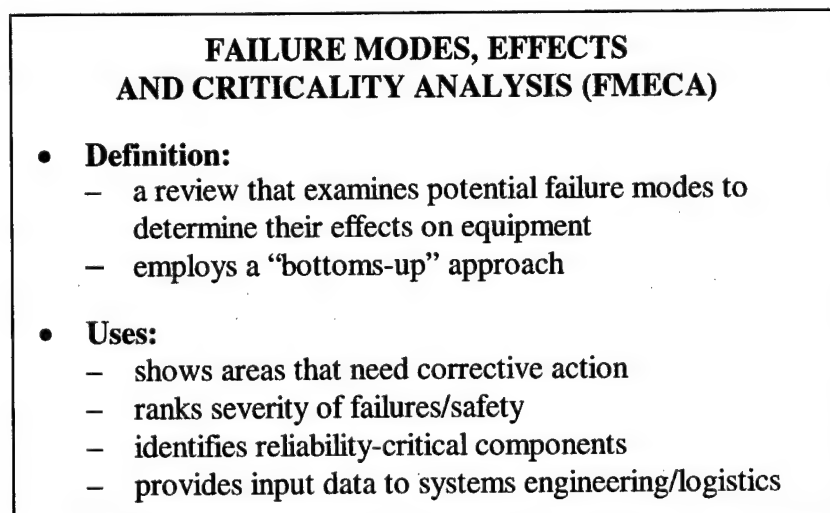 FAILURE MODES, EFFECTS
AND CRITICALITY ANALYSIS (FMECA)
• Definition:
– a review that examines potential failure modes to
determine their effects on equipment
– employs a “bottoms-up” approach
• Uses:
– shows areas that need corrective action
– ranks severity of failures/safety
– identifies reliability-critical components
– provides input data to systems engineering/logistics